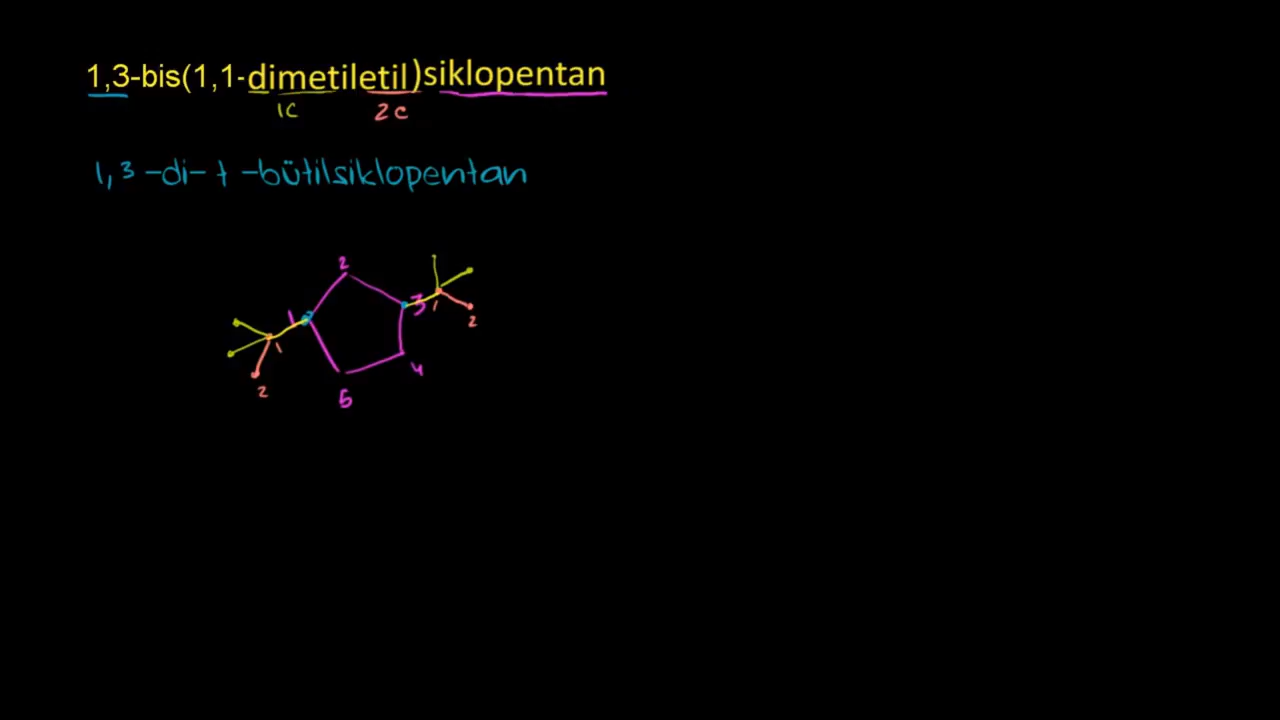 1,3-bis(1,1-dimetiletil)siklopentan
1C 2C
1,3-di-t-bütilsiklopentan
2
1 3 1 2
1 2
4
5